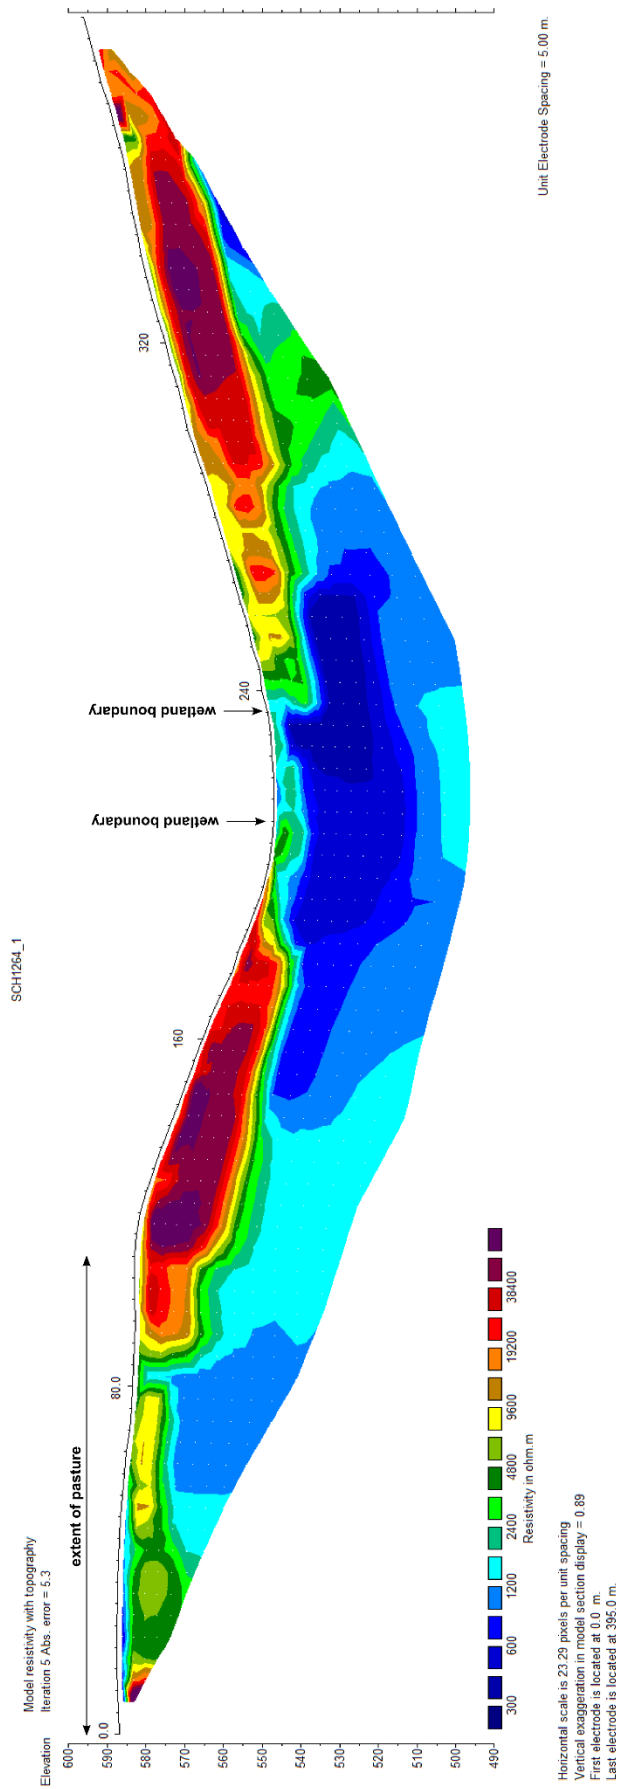 SCH1264_1
Model resistivity with topography
Iteration 5 Abs. error = 5.3
Elevation
extent of pasture
wetland boundary
wetland boundary
0.0
80.0
160
240
320
600
590
580
570
560
550
540
530
520
510
500
490
300
600
1200
2400
4800
9600
19200
38400
Resistivity in ohm.m
Unit Electrode Spacing = 5.00 m.
Horizontal scale is 23.29 pixels per unit spacing
Vertical exaggeration in model section display = 0.89
First electrode is located at 0.0 m.
Last electrode is located at 395.0 m.